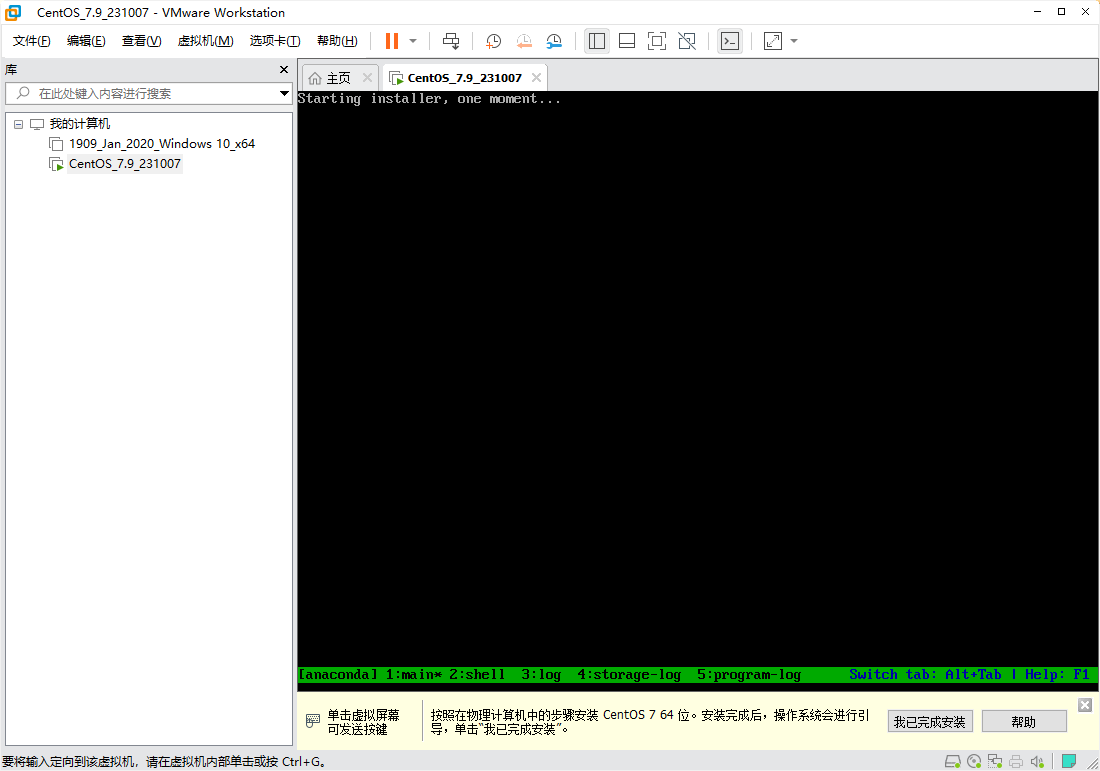 CentOS_7.9_231007 - VMware Workstation
文件(F) 编辑(E) 查看(V) 虚拟机(M) 选项卡(T) 帮助(H)
库
在此处键入内容进行搜索
我的计算机
1909_Jan_2020_Windows 10_x64
CentOS_7.9_231007
主页 CentOS_7.9_231007
Starting installer, one moment...
[anaconda] 1:main* 2:shell 3:log 4:storage-log 5:program-log Switch tab: Alt+Tab | Help: F1
单击虚拟屏幕
可发送按键
按照在物理计算机中的步骤安装 CentOS 7 64 位。安装完成后，操作系统会进行引
导，单击“我已完成安装”。
我已完成安装 帮助
要将输入定向到该虚拟机，请在虚拟机内部单击或按 Ctrl+G。